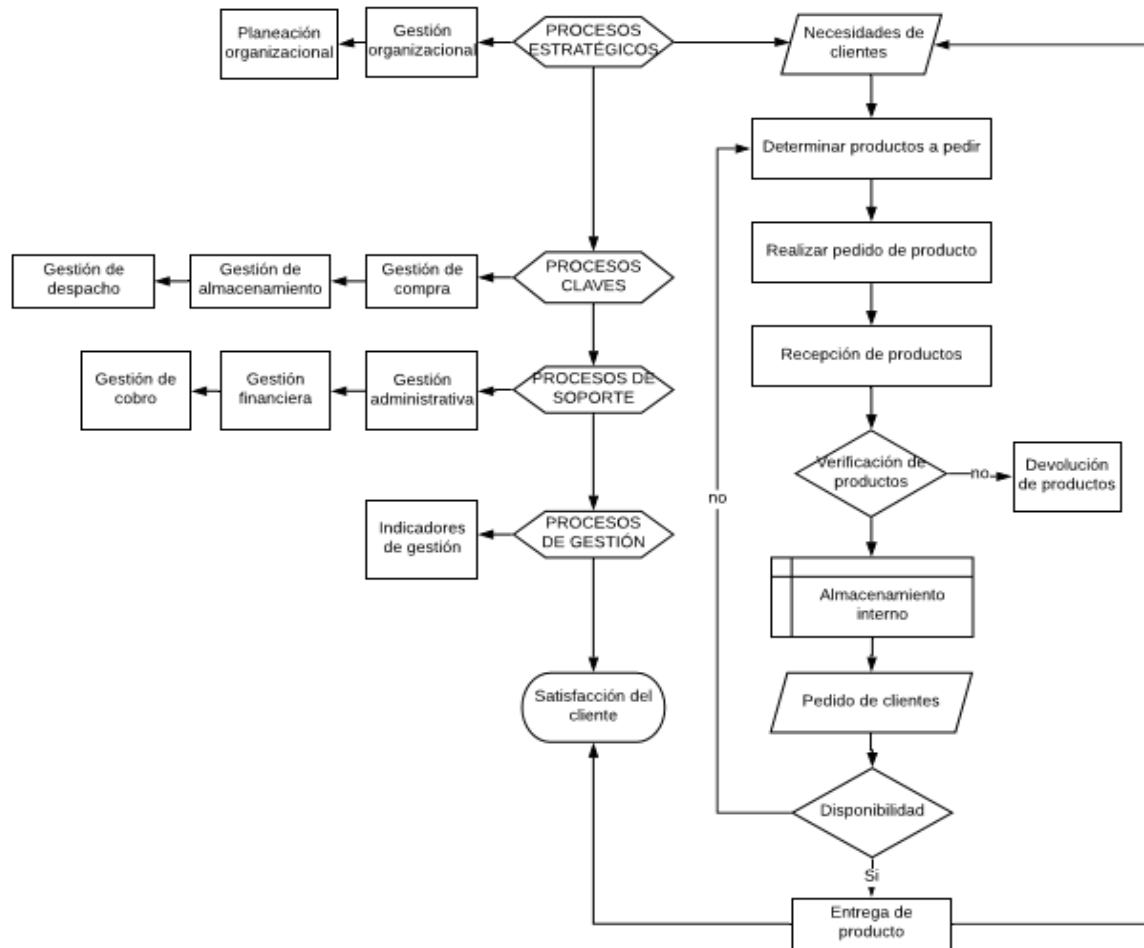 Planeación
organizacional
Gestión
organizacional
PROCESOS
ESTRATÉGICOS
Necesidades de
clientes
Determinar productos a pedir
Realizar pedido de producto
Gestión de
despacho
Gestión de
almacenamiento
Gestión de
compra
PROCESOS
CLAVES
Recepción de productos
Gestión de
cobro
Gestión
financiera
Gestión
administrativa
PROCESOS DE
SOPORTE
Verificación de
productos
no
Devolución
de productos
no
Indicadores
de gestión
PROCESOS
DE GESTIÓN
Almacenamiento
interno
Satisfacción del
cliente
Pedido de clientes
Disponibilidad
Si
Entrega de
producto